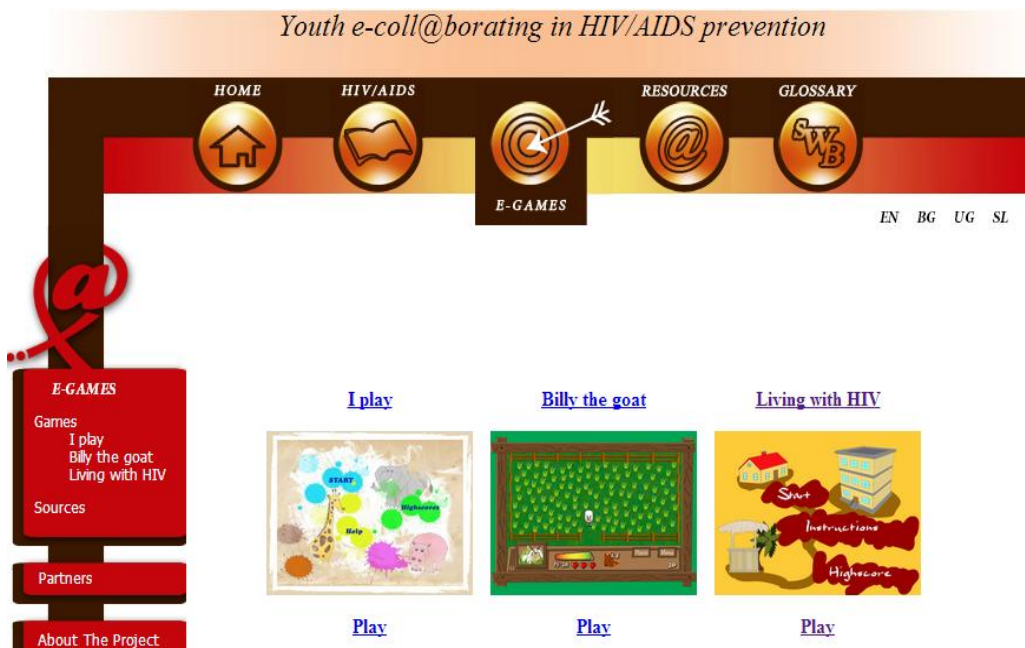 Youth e-coll@borating in HIV/AIDS prevention
HOME HIV/AIDS RESOURCES GLOSSARY
SWB
E-GAMES
EN BG UG SL
E-GAMES
Games
I play
Billy the goat
Living with HIV
Sources
Partners
About The Project
I play Billy the goat Living with HIV
START
Highscores
Help
Start
Instructions
Highscore
Play Play Play